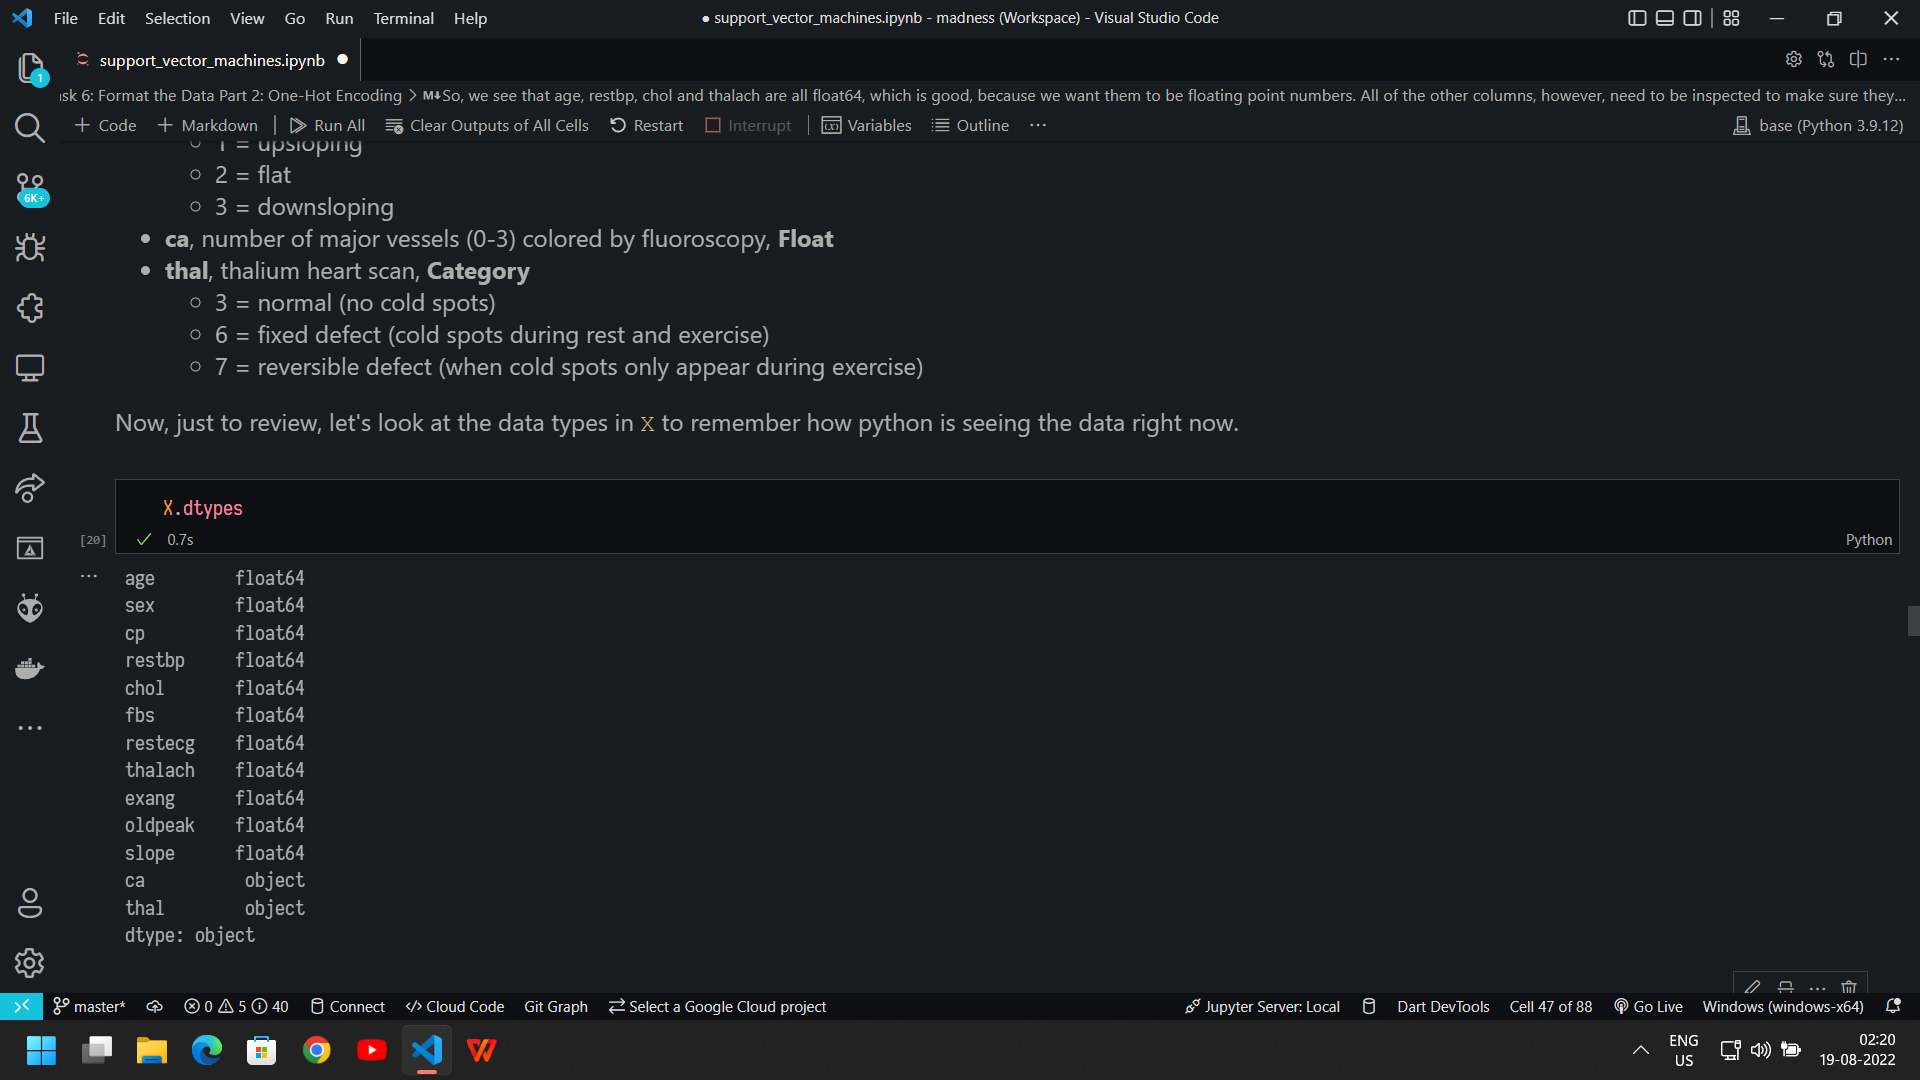 File Edit Selection View Go Run Terminal Help
● support_vector_machines.ipynb - madness (Workspace) - Visual Studio Code
support_vector_machines.ipynb ●
sk 6: Format the Data Part 2: One-Hot Encoding > M↓So, we see that age, restbp, chol and thalach are all float64, which is good, because we want them to be floating point numbers. All of the other columns, however, need to be inspected to make sure they...
+ Code + Markdown | Run All Clear Outputs of All Cells Restart Interrupt | Variables Outline ... base (Python 3.9.12)
1 = upsloping
2 = flat
3 = downsloping
ca, number of major vessels (0-3) colored by fluoroscopy, Float
thal, thalium heart scan, Category
3 = normal (no cold spots)
6 = fixed defect (cold spots during rest and exercise)
7 = reversible defect (when cold spots only appear during exercise)
Now, just to review, let's look at the data types in X to remember how python is seeing the data right now.
X.dtypes
[20] ✓ 0.7s Python
... age float64
sex float64
cp float64
restbp float64
chol float64
fbs float64
restecg float64
thalach float64
exang float64
oldpeak float64
slope float64
ca object
thal object
dtype: object
1
6K+
master* 0 5 40 Connect Cloud Code Git Graph Select a Google Cloud project Jupyter Server: Local Dart DevTools Cell 47 of 88 Go Live Windows (windows-x64)
ENG
US
02:20
19-08-2022